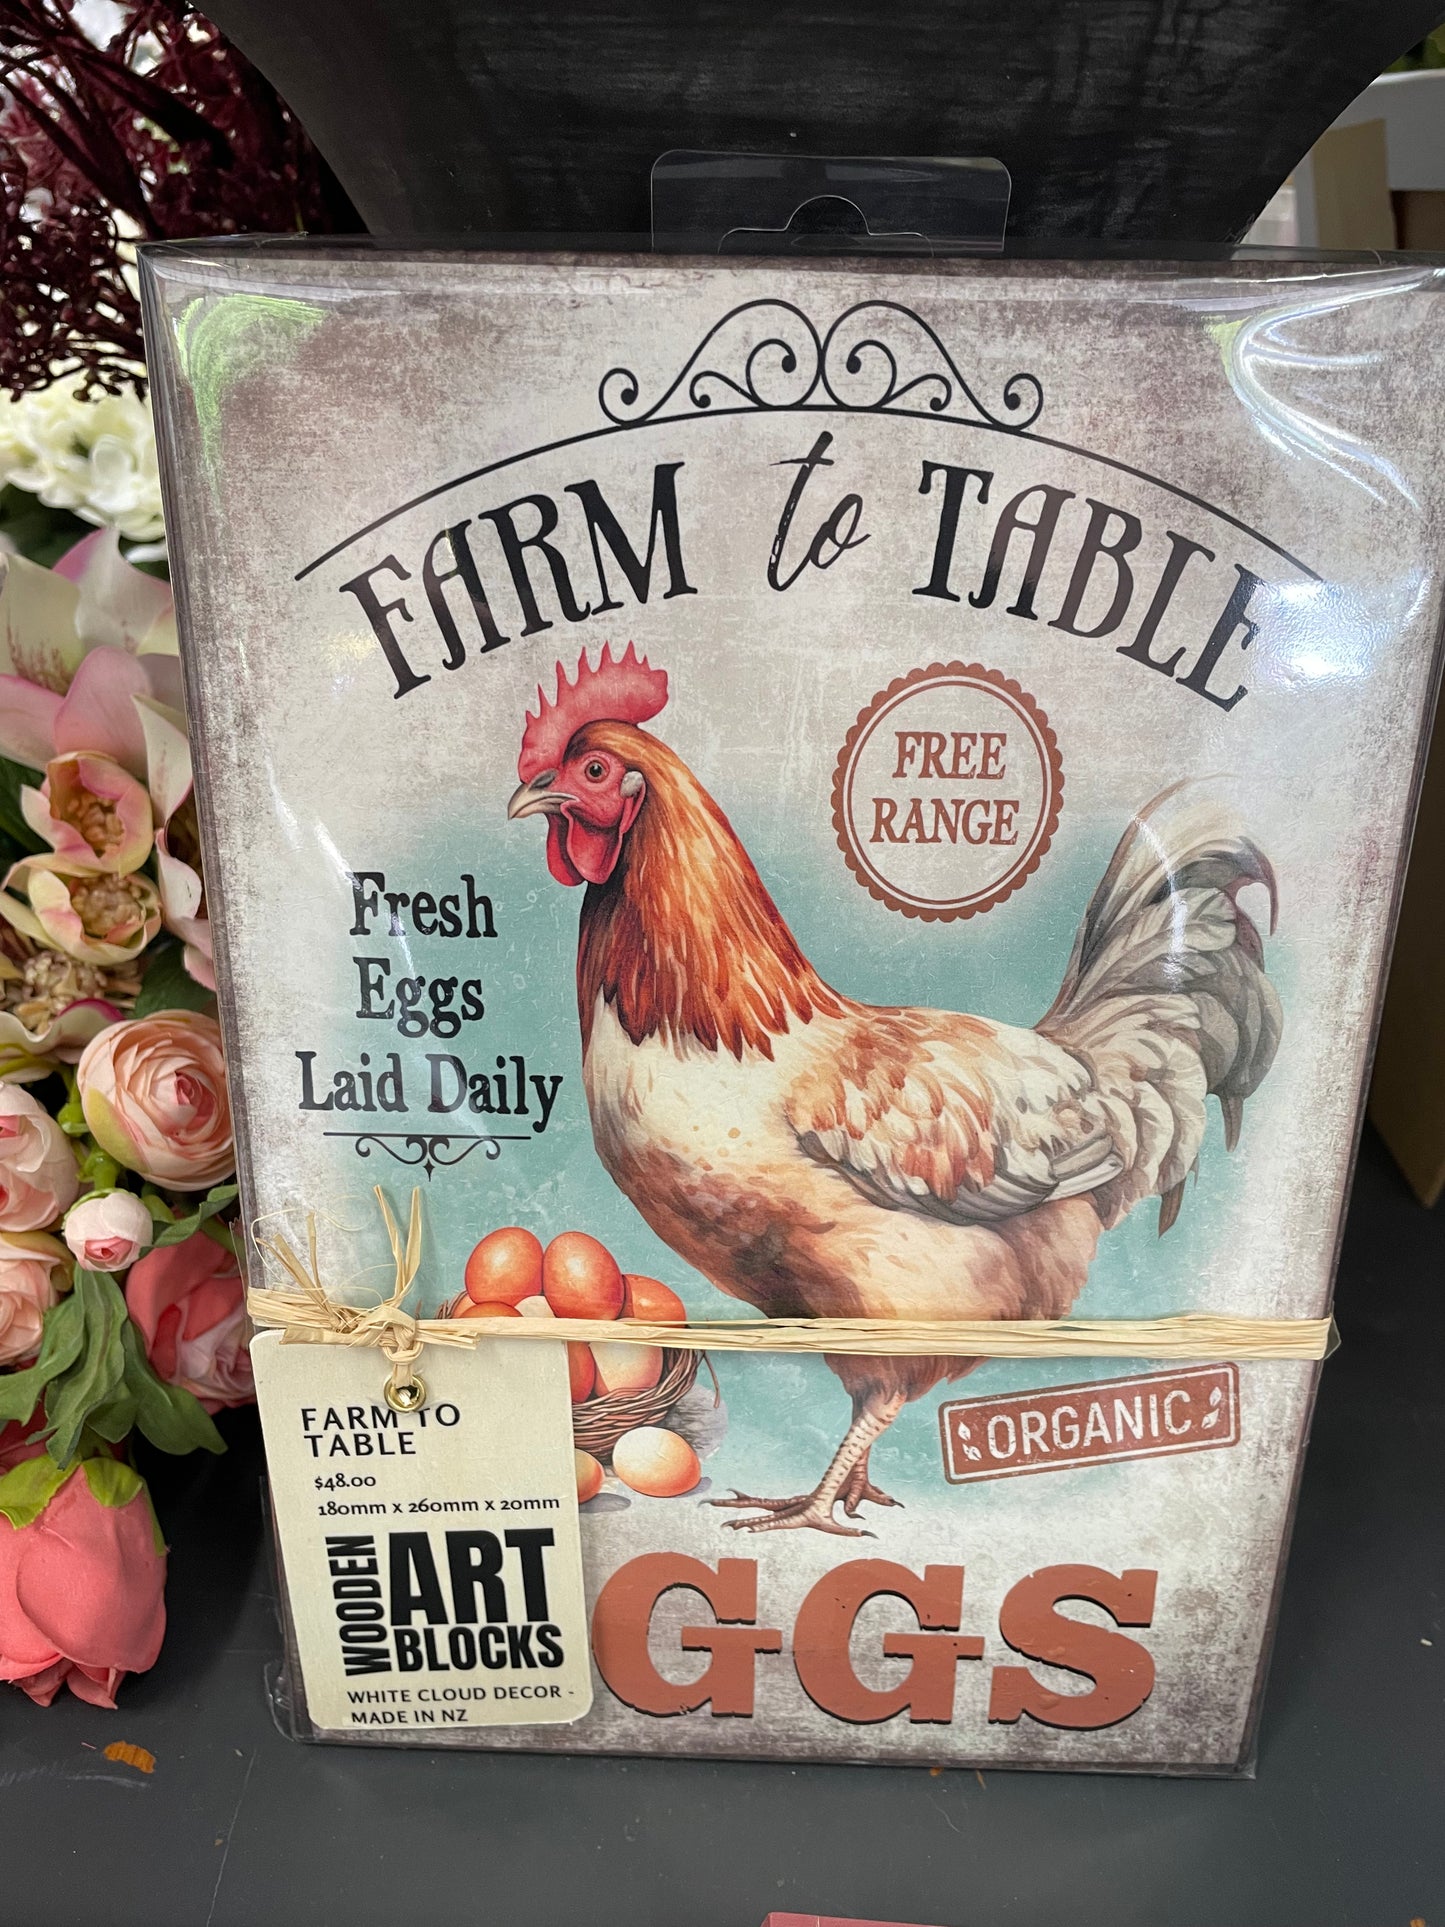 FARM to TABLE
FREE
RANGE
Fresh
Eggs
Laid Daily
ORGANIC
GGS
FARM TO
TABLE
$48.00
180mm x 260mm x 20mm
WOODEN
ART
BLOCKS
WHITE CLOUD DECOR -
MADE IN NZ